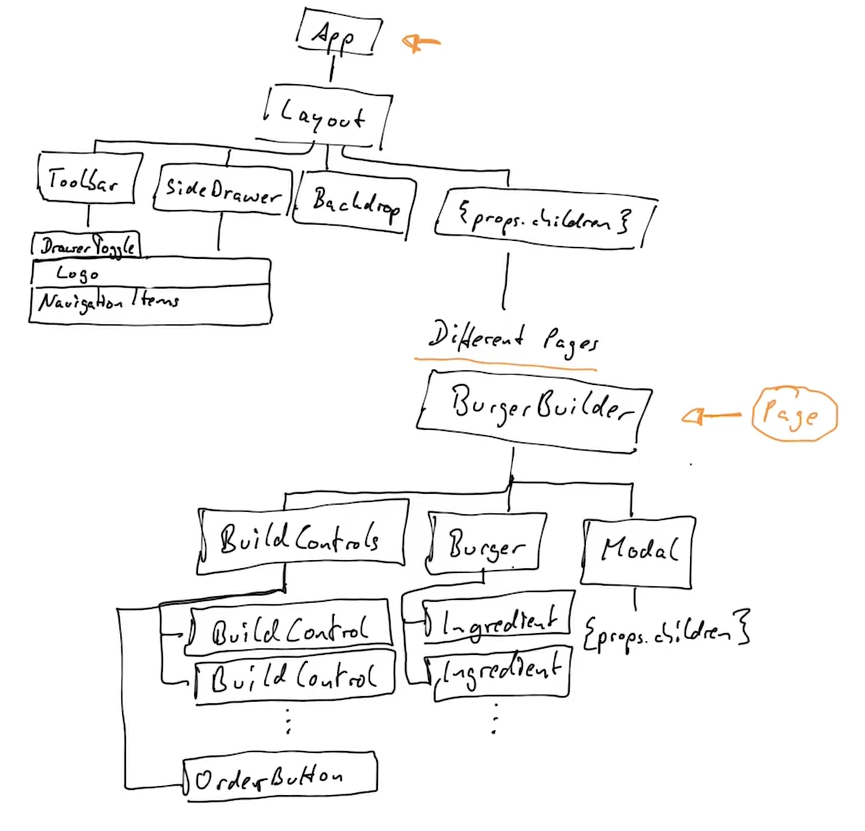 App
Layout
Toolbar
SideDrawer
Backdrop
{props.children}
DrawerToggle
Logo
Navigation Items
Different Pages
BurgerBuilder
Page
BuildControls
Burger
Modal
BuildControl
Ingredient
{props.children}
BuildControl
Ingredient
OrderButton